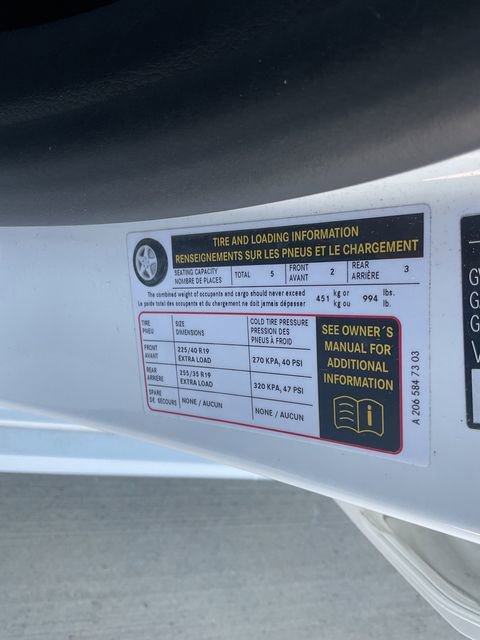 TIRE AND LOADING INFORMATION
RENSEIGNEMENTS SUR LES PNEUS ET LE CHARGEMENT
SEATING CAPACITY TOTAL 5 FRONT 2 REAR 3
NOMBRE DE PLACES AVANT ARRIÈRE
The combined weight of occupants and cargo should never exceed 451 kg or 994 lbs.
Le poids total des occupants et du chargement ne doit jamais dépasser kg ou lb.
TIRE SIZE COLD TIRE PRESSURE
PNEU DIMENSIONS PRESSION DES
PNEUS À FROID
FRONT 225/40 R19 270 KPA, 40 PSI
AVANT EXTRA LOAD
REAR 255/35 R19 320 KPA, 47 PSI
ARRIÈRE EXTRA LOAD
SPARE NONE / AUCUN NONE / AUCUN
DE SECOURS
SEE OWNER´S
MANUAL FOR
ADDITIONAL
INFORMATION
i
A 206 584 73 03